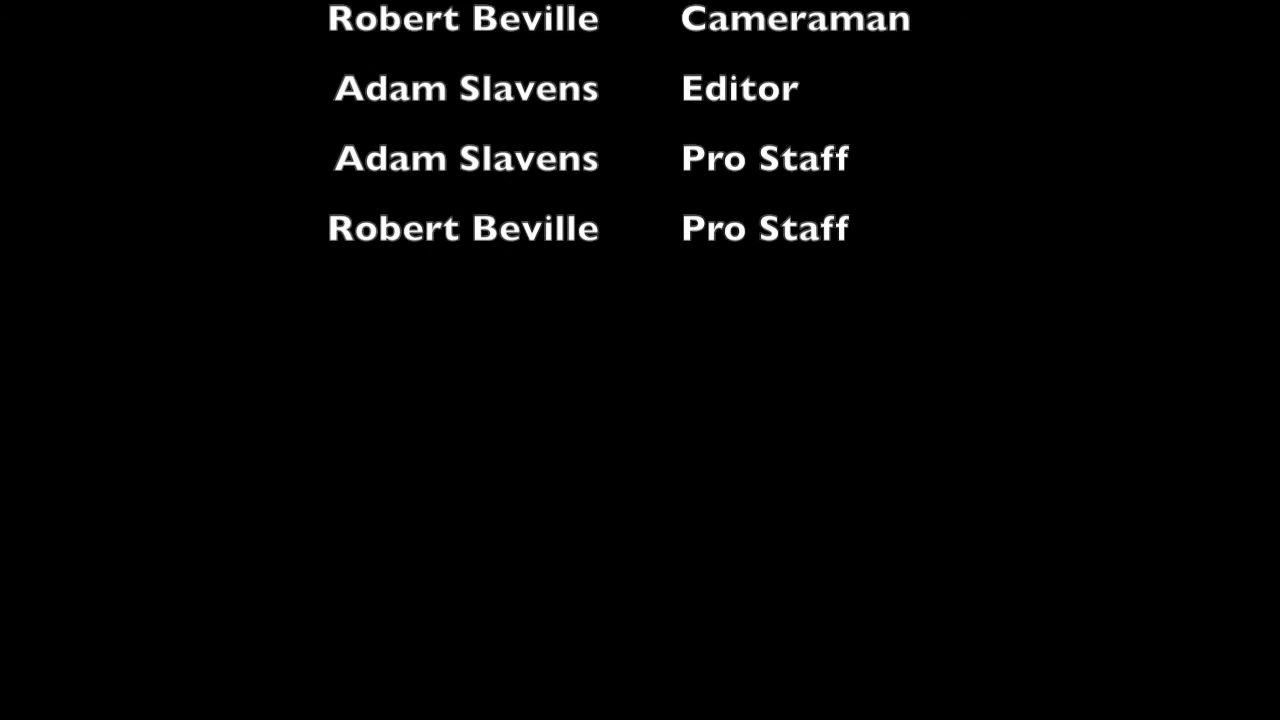 Robert Beville Cameraman
Adam Slavens Editor
Adam Slavens Pro Staff
Robert Beville Pro Staff